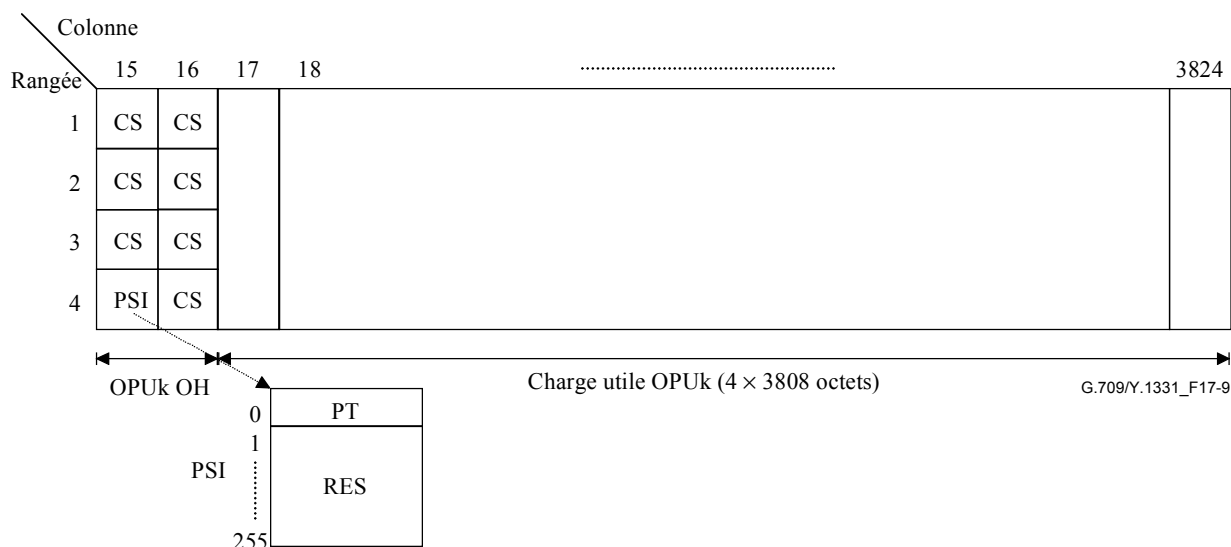 Colonne
Rangée 15 16 17 18 ........................................ 3824
1 CS CS
2 CS CS
3 CS CS
4 PSI CS
OPUk OH Charge utile OPUk (4 × 3808 octets) G.709/Y.1331_F17-9
0 PT
1
PSI RES
255